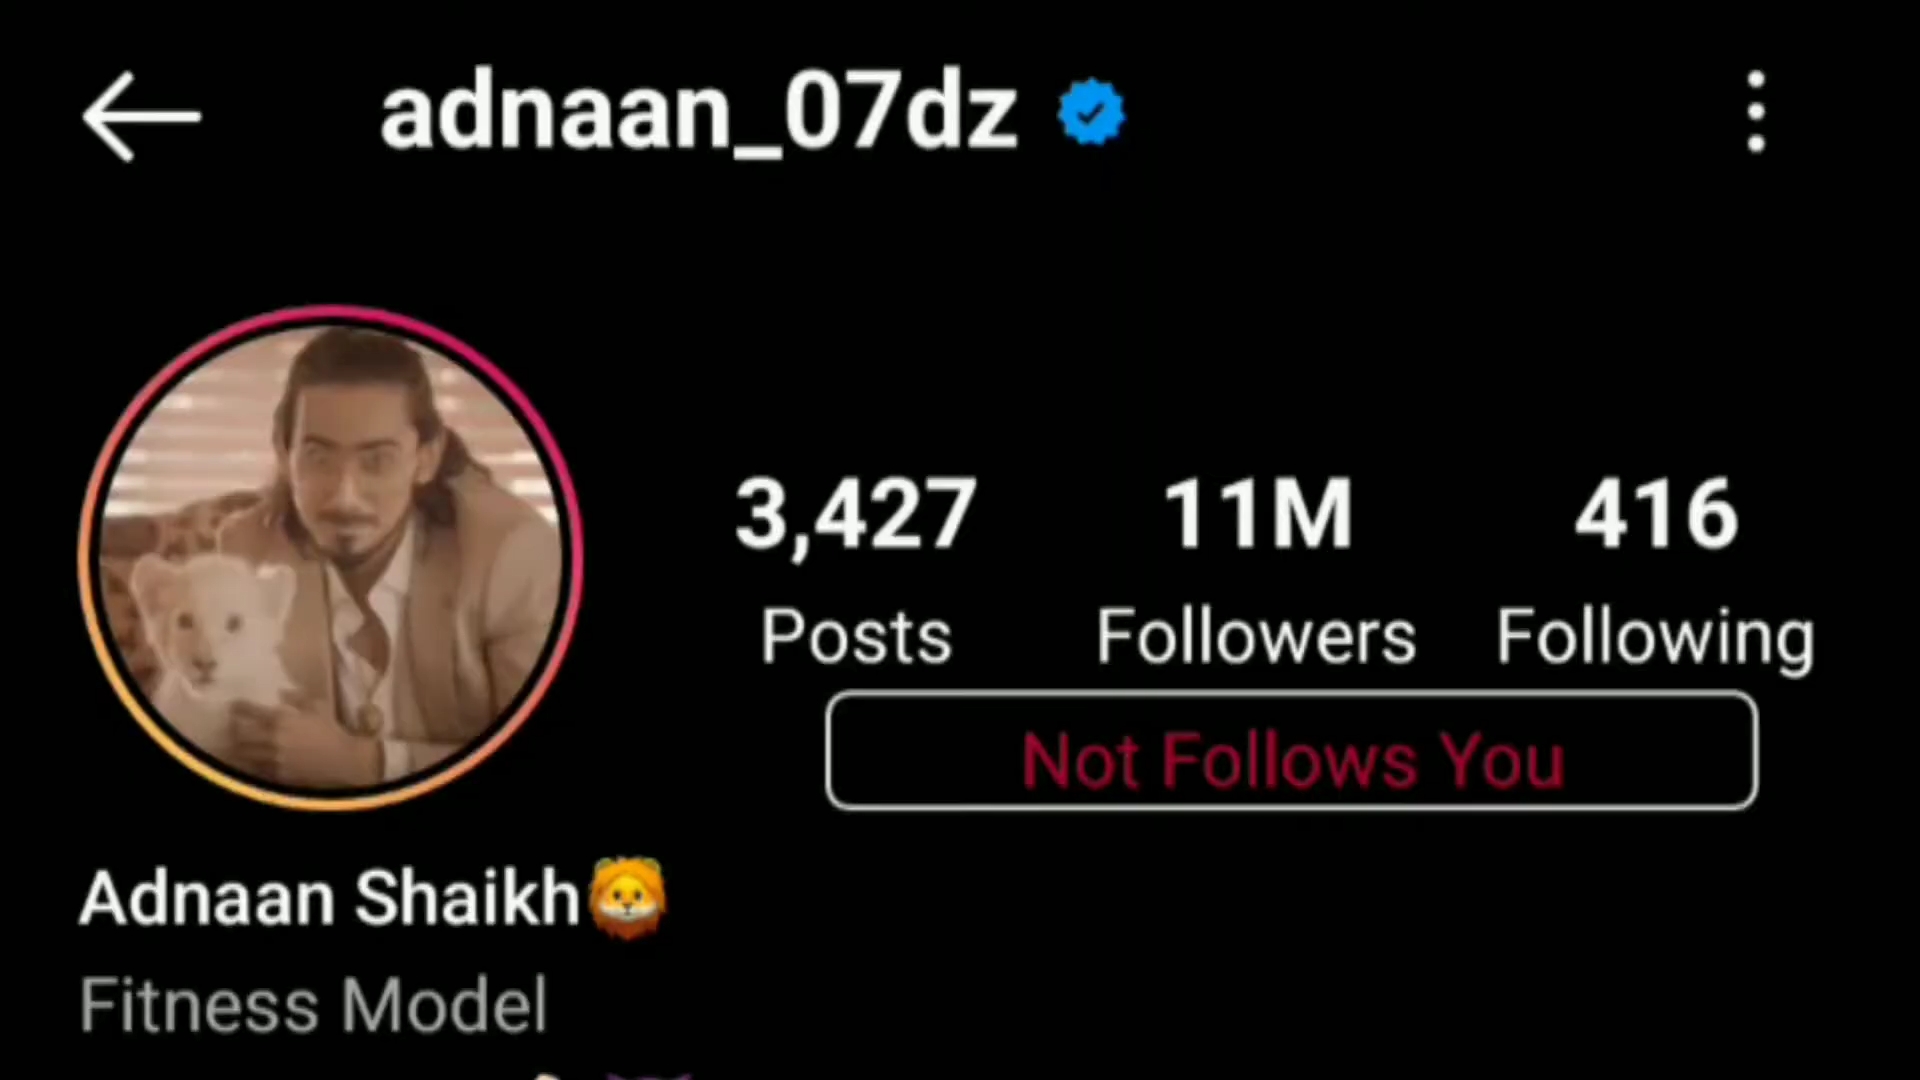 adnaan_07dz
3,427 11M 416
Posts Followers Following
Not Follows You
Adnaan Shaikh🦁
Fitness Model